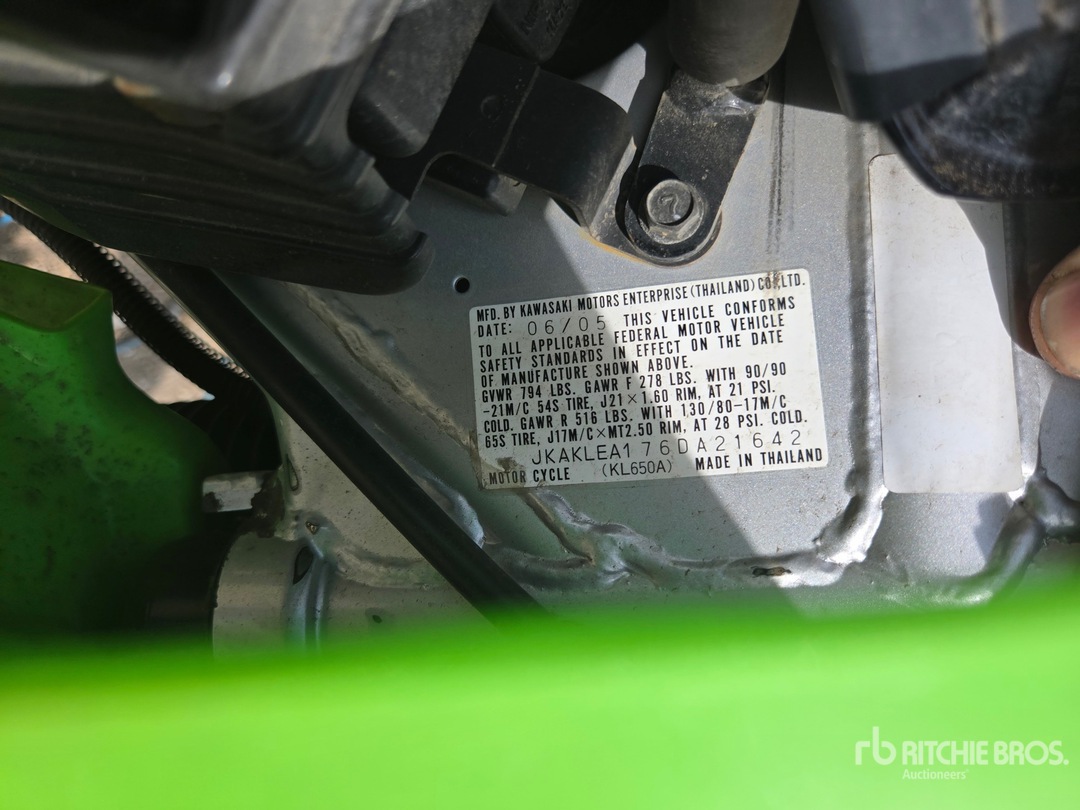 MFD. BY KAWASAKI MOTORS ENTERPRISE (THAILAND) CO., LTD.
DATE: 06/05 THIS VEHICLE CONFORMS
TO ALL APPLICABLE FEDERAL MOTOR VEHICLE
SAFETY STANDARDS IN EFFECT ON THE DATE
OF MANUFACTURE SHOWN ABOVE.
GVWR 794 LBS. GAWR F 278 LBS. WITH 90/90
-21M/C 54S TIRE, J21×1.60 RIM, AT 21 PSI.
COLD. GAWR R 516 LBS. WITH 130/80-17M/C
65S TIRE, J17M/C×MT2.50 RIM, AT 28 PSI. COLD.
JKAKLEA176DA21642
MOTOR CYCLE (KL650A) MADE IN THAILAND
7
rb RITCHIE BROS.
Auctioneers